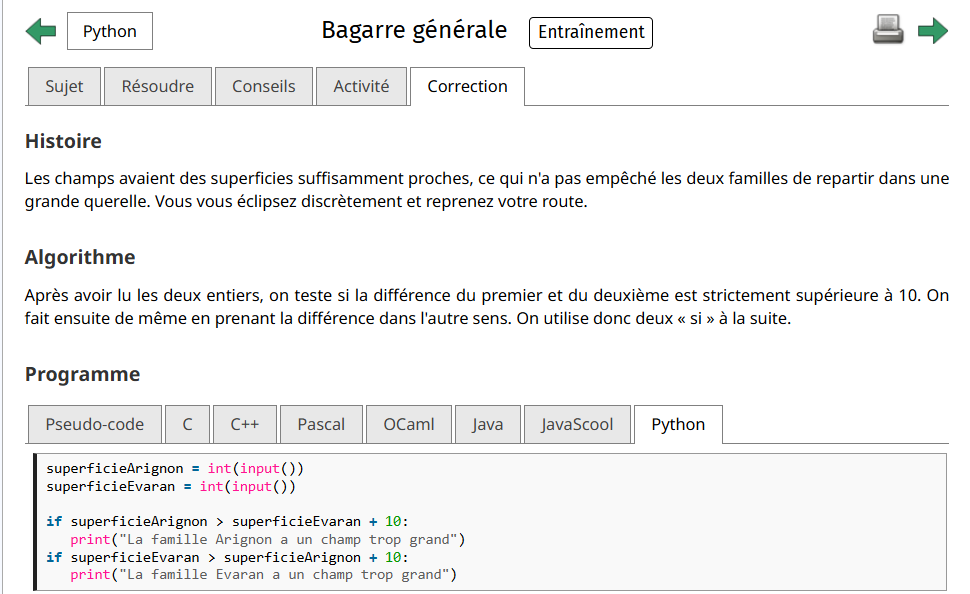 Python
Bagarre générale
Entraînement
Sujet
Résoudre
Conseils
Activité
Correction
Histoire
Les champs avaient des superficies suffisamment proches, ce qui n'a pas empêché les deux familles de repartir dans une
grande querelle. Vous vous éclipsez discrètement et reprenez votre route.
Algorithme
Après avoir lu les deux entiers, on teste si la différence du premier et du deuxième est strictement supérieure à 10. On
fait ensuite de même en prenant la différence dans l'autre sens. On utilise donc deux « si » à la suite.
Programme
Pseudo-code
C
C++
Pascal
OCaml
Java
JavaScool
Python
superficieArignon = int(input())
superficieEvaran = int(input())
if superficieArignon > superficieEvaran + 10:
    print("La famille Arignon a un champ trop grand")
if superficieEvaran > superficieArignon + 10:
    print("La famille Evaran a un champ trop grand")